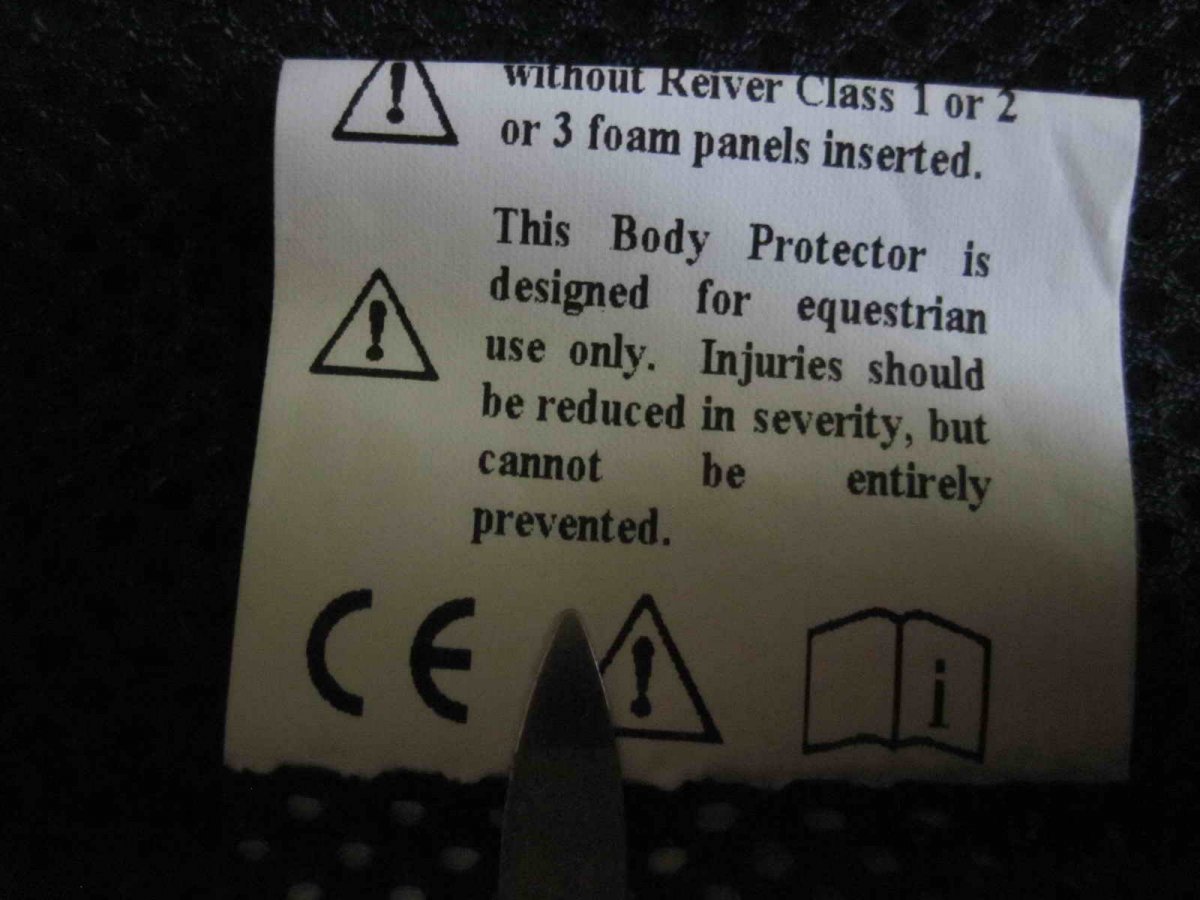 without Reiver Class 1 or 2
or 3 foam panels inserted.
This Body Protector is
designed for equestrian
use only. Injuries should
be reduced in severity, but
cannot be entirely
prevented.
CE
i